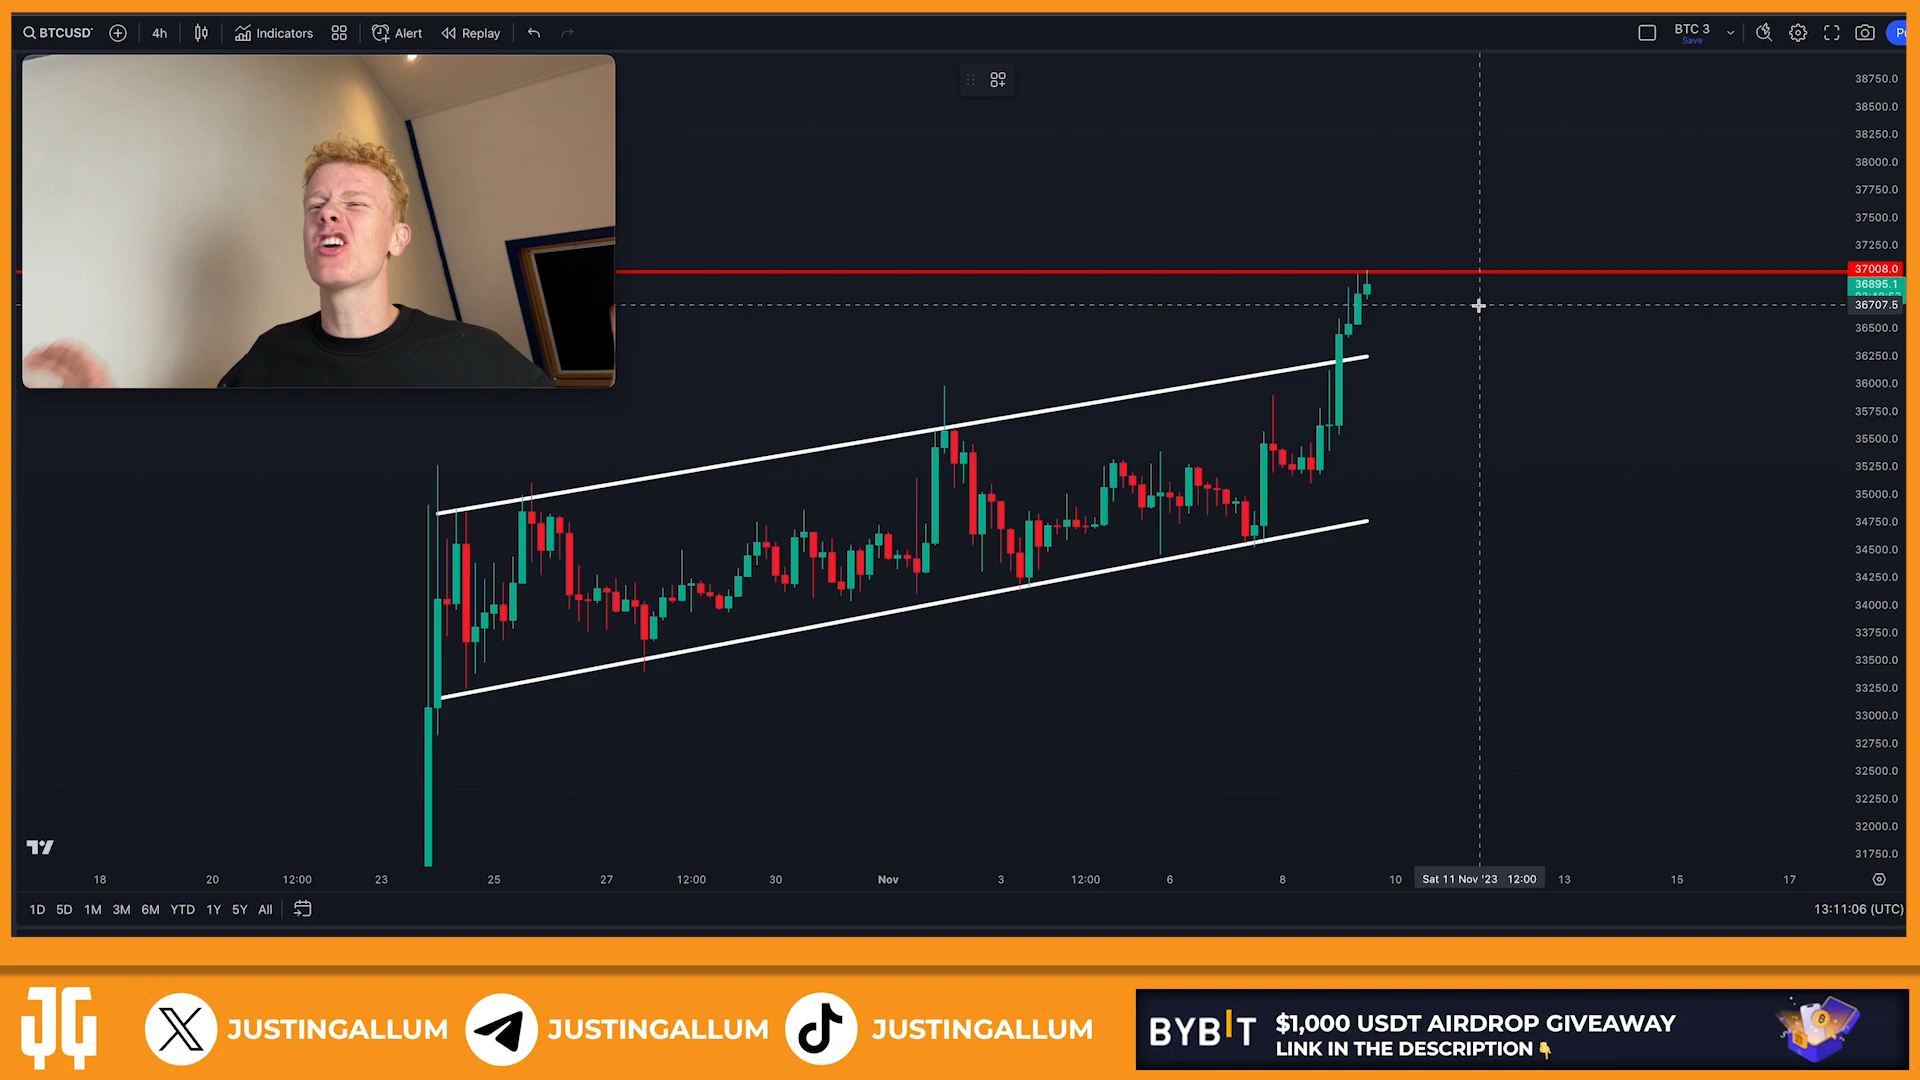 BTCUSD
4h
Indicators
Alert
Replay
BTC 3
Save
38750.0
38500.0
38250.0
38000.0
37750.0
37500.0
37250.0
37008.0
36895.1
36707.5
36500.0
36250.0
36000.0
35750.0
35500.0
35250.0
35000.0
34750.0
34500.0
34250.0
34000.0
33750.0
33500.0
33250.0
33000.0
32750.0
32500.0
32250.0
32000.0
31750.0
18 20 12:00 23 25 27 12:00 30 Nov 3 12:00 6 8 10 Sat 11 Nov '23 12:00 13 15 17
1D 5D 1M 3M 6M YTD 1Y 5Y All
13:11:06 (UTC)
JG
JUSTINGALLUM
JUSTINGALLUM
JUSTINGALLUM
BYBIT
$1,000 USDT AIRDROP GIVEAWAY
LINK IN THE DESCRIPTION